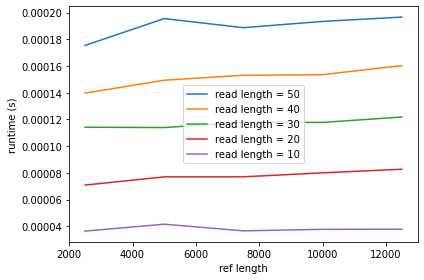 0.00020
0.00018
0.00016
0.00014
0.00012
0.00010
0.00008
0.00006
0.00004
runtime (s)
read length = 50
read length = 40
read length = 30
read length = 20
read length = 10
2000 4000 6000 8000 10000 12000
ref length